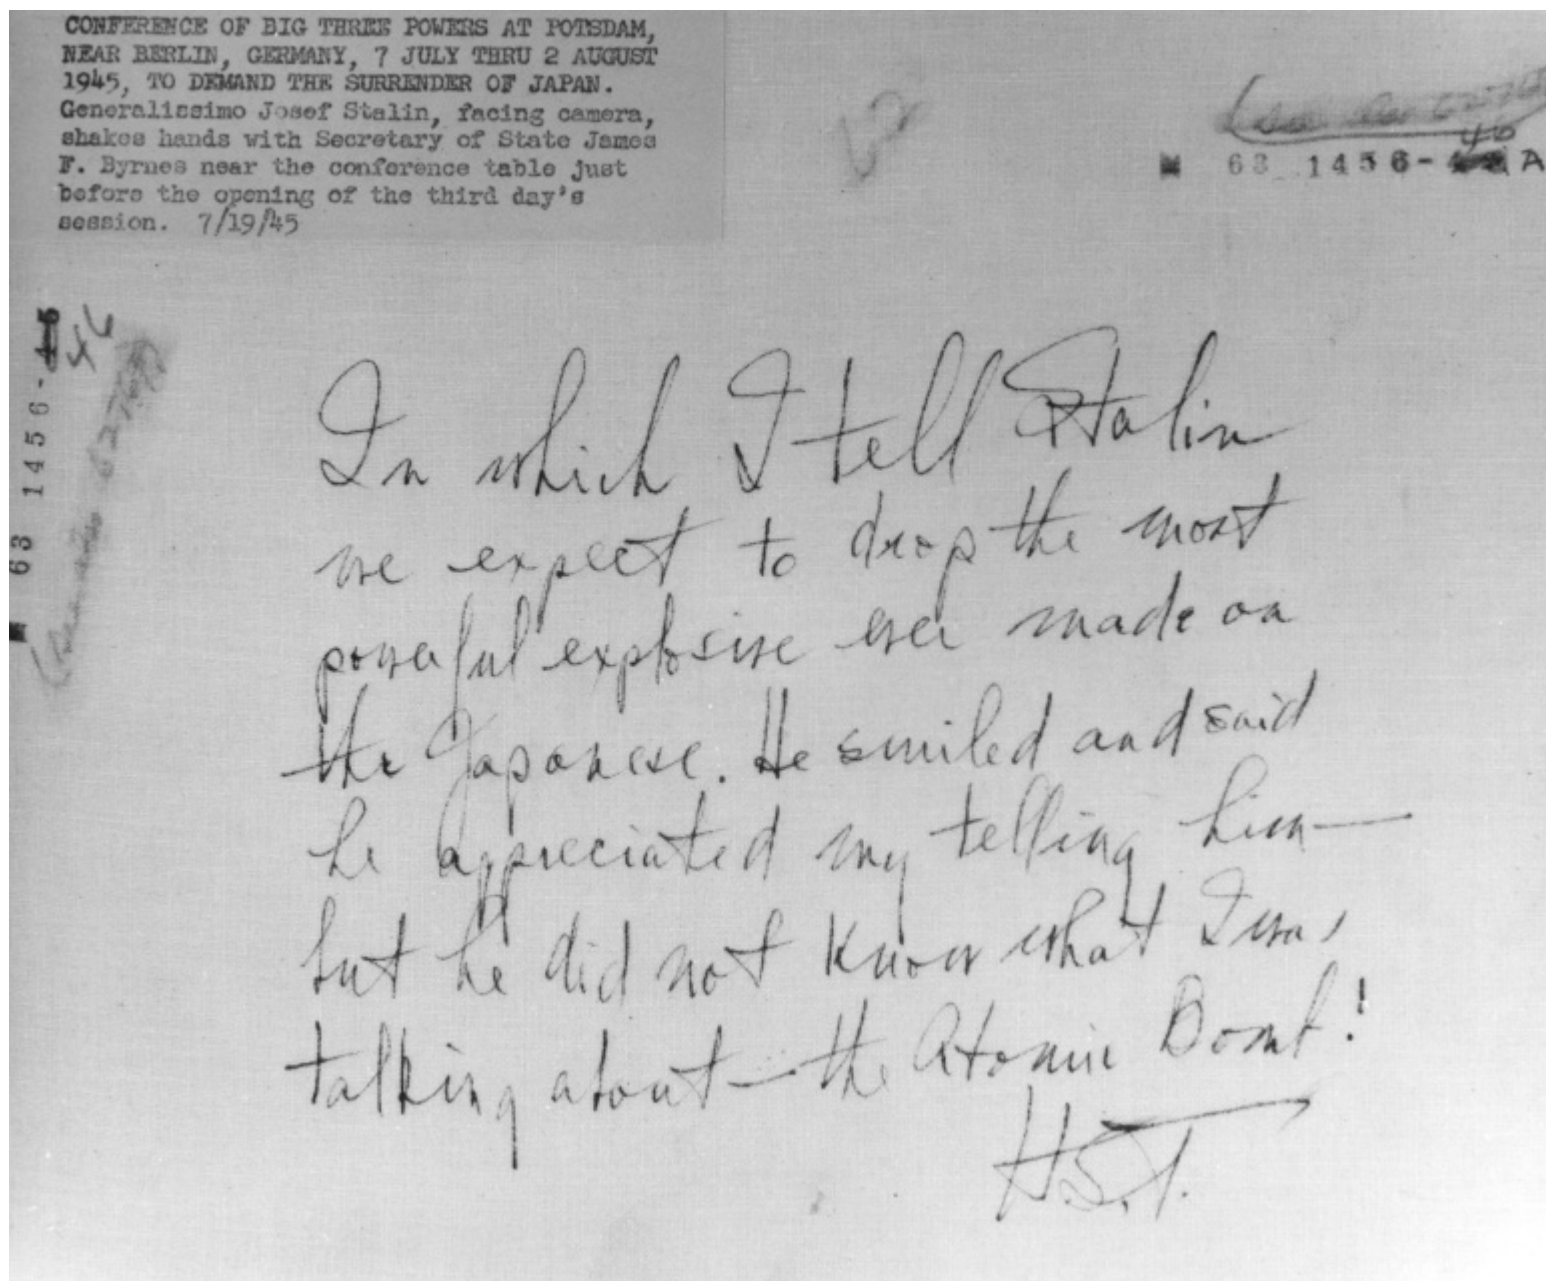 CONFERENCE OF BIG THREE POWERS AT POTSDAM,
NEAR BERLIN, GERMANY, 7 JULY THRU 2 AUGUST
1945, TO DEMAND THE SURRENDER OF JAPAN.
Generalissimo Josef Stalin, facing camera,
shakes hands with Secretary of State James
F. Byrnes near the conference table just
before the opening of the third day's
session. 7/19/45
46
63 1456- A
63 1456-
46
In which I tell Stalin
we expect to drop the most
powerful explosive ever made on
the Japanese. He smiled and said
he appreciated my telling him—
but he did not know what I was
talking about—the Atomic Bomb!
H.S.T.